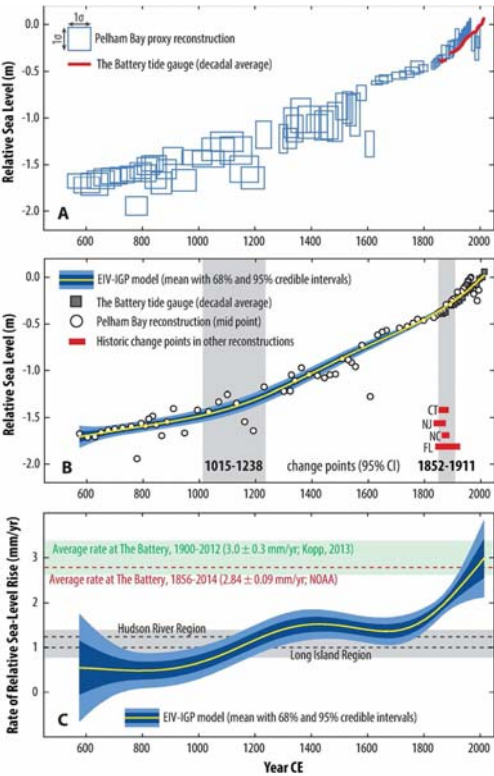 1σ
1σ
Pelham Bay proxy reconstruction
The Battery tide gauge (decadal average)
Relative Sea Level (m)
0.0
-0.5
-1.0
-1.5
-2.0
A
600 800 1000 1200 1400 1600 1800 2000
EIV-IGP model (mean with 68% and 95% credible intervals)
The Battery tide gauge (decadal average)
Pelham Bay reconstruction (mid point)
Historic change points in other reconstructions
Relative Sea Level (m)
0.0
-0.5
-1.0
-1.5
-2.0
CT
NJ
NC
FL
B
1015-1238 change points (95% CI) 1852-1911
600 800 1000 1200 1400 1600 1800 2000
Rate of Relative Sea-Level Rise (mm/yr)
3
2
1
0
Average rate at The Battery, 1900-2012 (3.0 ± 0.3 mm/yr; Kopp, 2013)
Average rate at The Battery, 1856-2014 (2.84 ± 0.09 mm/yr; NOAA)
Hudson River Region
Long Island Region
C
EIV-IGP model (mean with 68% and 95% credible intervals)
600 800 1000 1200 1400 1600 1800 2000
Year CE